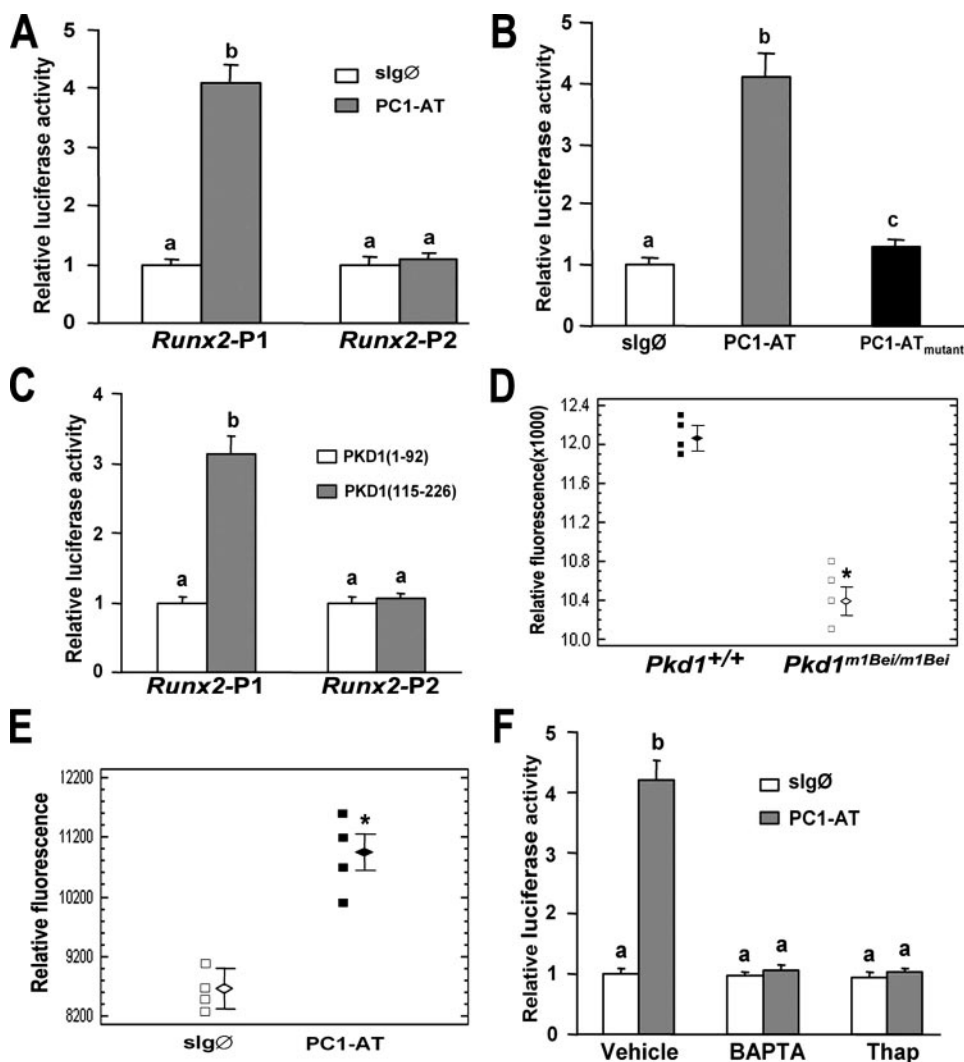 A
Relative luciferase activity
5
4
3
2
1
0
a
b
a
a
sIgØ
PC1-AT
Runx2-P1
Runx2-P2
B
Relative luciferase activity
5
4
3
2
1
0
a
b
c
sIgØ
PC1-AT
PC1-ATmutant
C
Relative luciferase activity
4
3
2
1
0
a
b
a
a
PKD1(1-92)
PKD1(115-226)
Runx2-P1
Runx2-P2
D
Relative fluorescence(x1000)
12.4
12.0
11.6
11.2
10.8
10.4
10.0
*
Pkd1+/+
Pkd1m1Bei/m1Bei
E
Relative fluorescence
12200
11200
10200
9200
8200
*
sIgØ
PC1-AT
F
Relative luciferase activity
5
4
3
2
1
0
a
b
a
a
a
a
sIgØ
PC1-AT
Vehicle
BAPTA
Thap